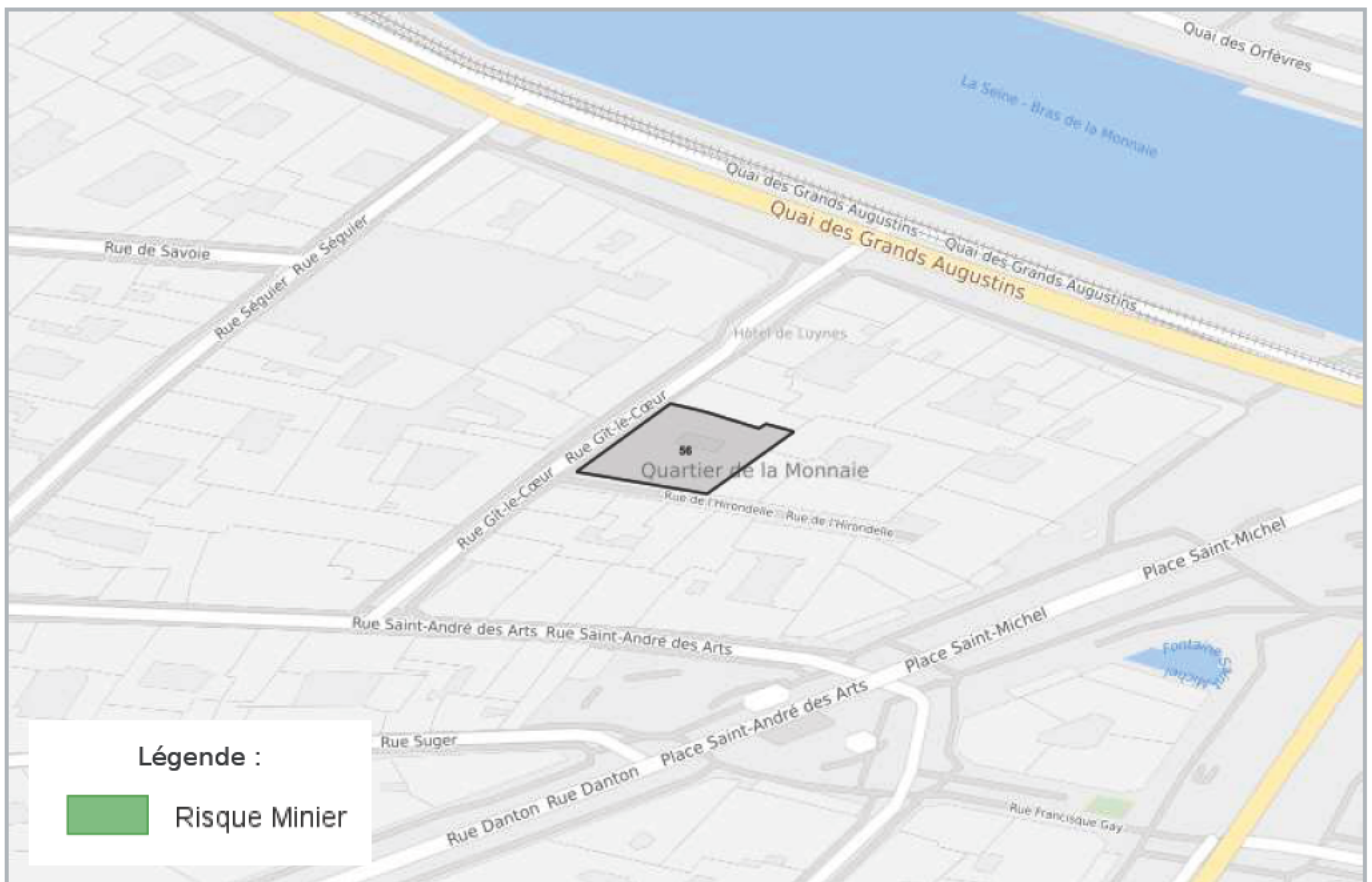 Quai des Orfèvres
La Seine - Bras de la Monnaie
Quai des Grands Augustins
Quai des Grands Augustins
Quai des Grands Augustins
Rue de Savoie
Rue Séguier
Rue Séguier
Hôtel de Luynes
Rue Gît-le-Cœur
Rue Gît-le-Cœur
56
Quartier de la Monnaie
Rue de l'Hirondelle
Rue de l'Hirondelle
Place Saint-Michel
Place Saint-Michel
Rue Saint-André des Arts
Rue Saint-André des Arts
Fontaine Saint-Michel
Place Saint-André des Arts
Rue Suger
Rue Danton
Rue Danton
Rue Francisque Gay
Légende :
Risque Minier